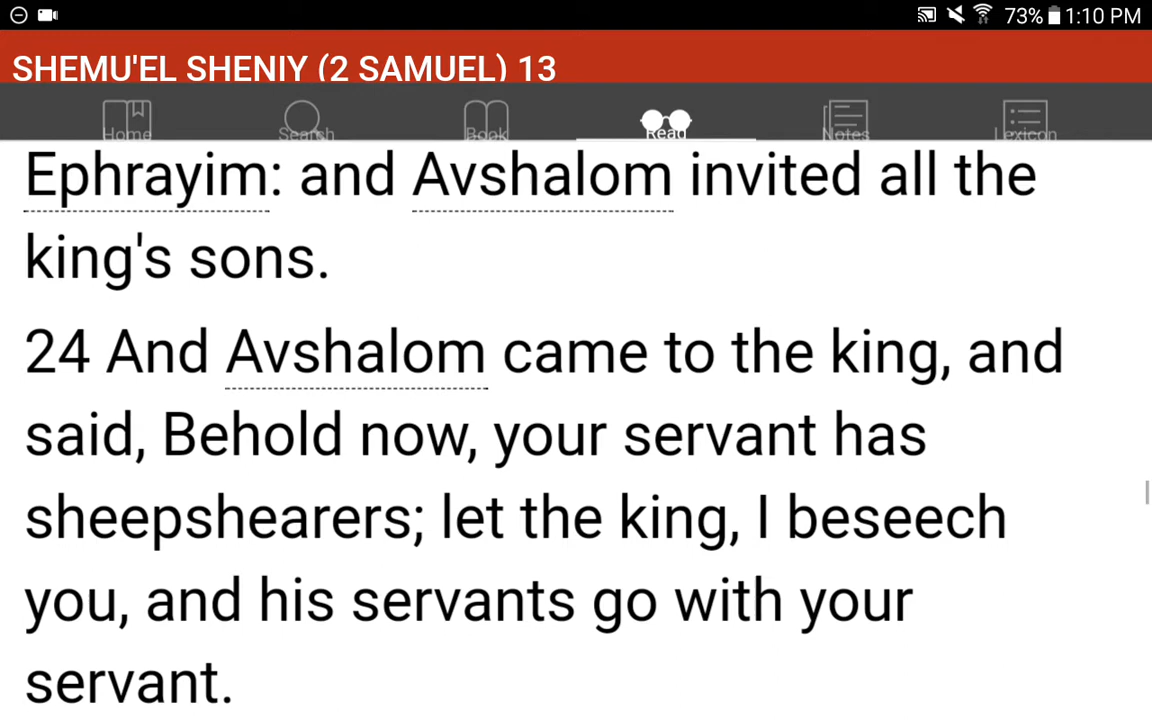 73% 1:10 PM
SHEMU'EL SHENIY (2 SAMUEL) 13
Home Search Book Read Notes Lexicon
Ephrayim: and Avshalom invited all the
king's sons.
24 And Avshalom came to the king, and
said, Behold now, your servant has
sheepshearers; let the king, I beseech
you, and his servants go with your
servant.